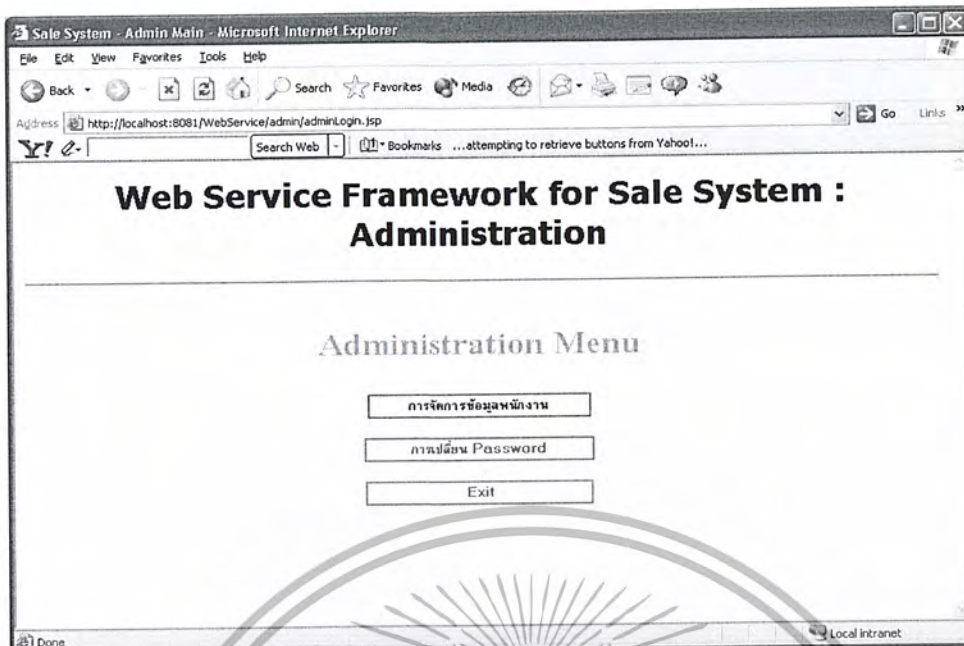 Sale System - Admin Main - Microsoft Internet Explorer
File Edit View Favorites Tools Help
Back Search Favorites Media
Address http://localhost:8081/WebService/admin/adminLogin.jsp Go Links »
Y! Search Web Bookmarks ...attempting to retrieve buttons from Yahoo!...
Web Service Framework for Sale System :
Administration
Administration Menu
การจัดการข้อมูลพนักงาน
การเปลี่ยน Password
Exit
Done Local intranet